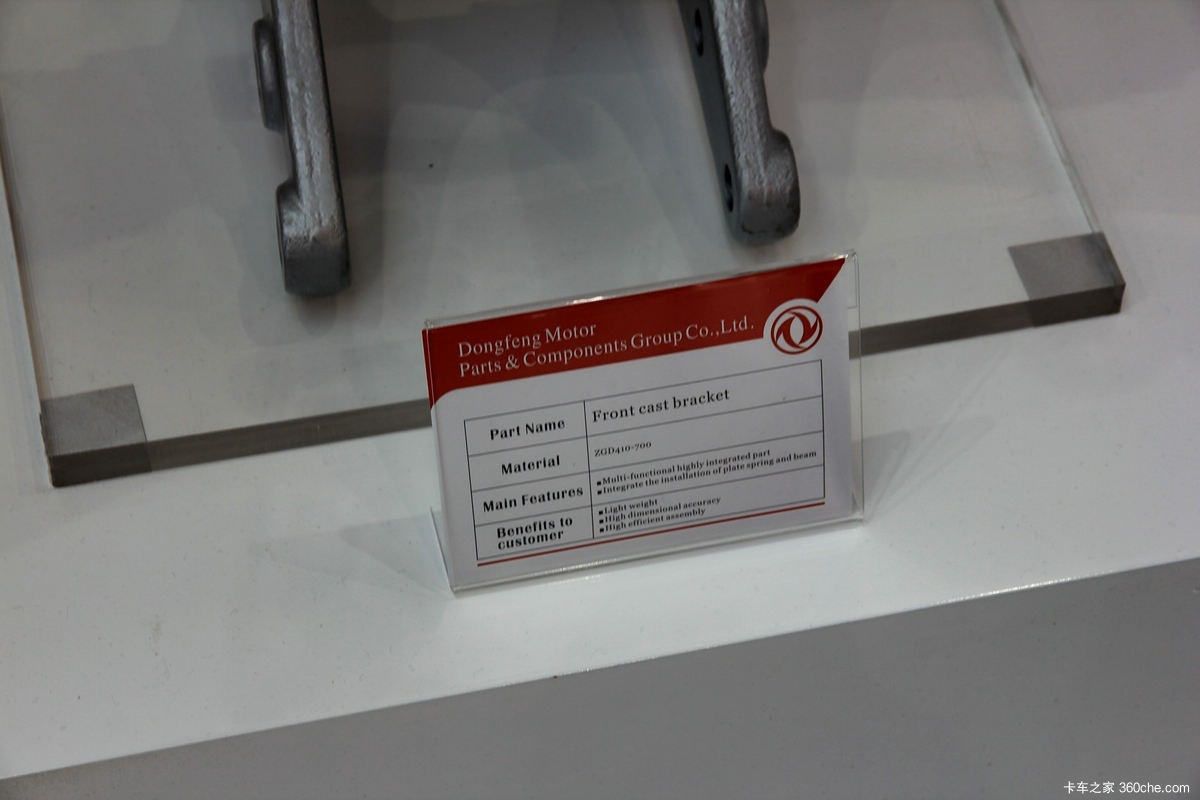 Dongfeng Motor
Parts & Components Group Co.,Ltd.
Part Name
Front cast bracket
Material
ZGD410-700
Main Features
■Multi-functional highly integrated part
■Integrate the installation of plate spring and beam
Benefits to
customer
■Light weight
■High dimensional accuracy
■High efficient assembly
卡车之家 360che.com